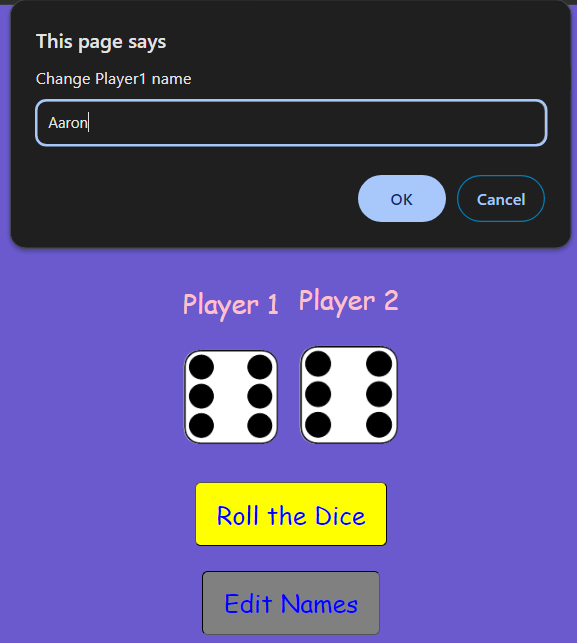 This page says
Change Player1 name
Aaron
OK Cancel
Player 1 Player 2
Roll the Dice
Edit Names